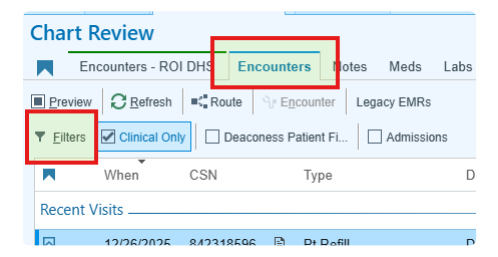 Chart Review
Encounters - ROI DHS Encounters Notes Meds Labs
Preview Refresh Route Encounter Legacy EMRs
Filters Clinical Only Deaconess Patient Fi... Admissions
When CSN Type D
Recent Visits
12/26/2025 842318596 Pt Refill D